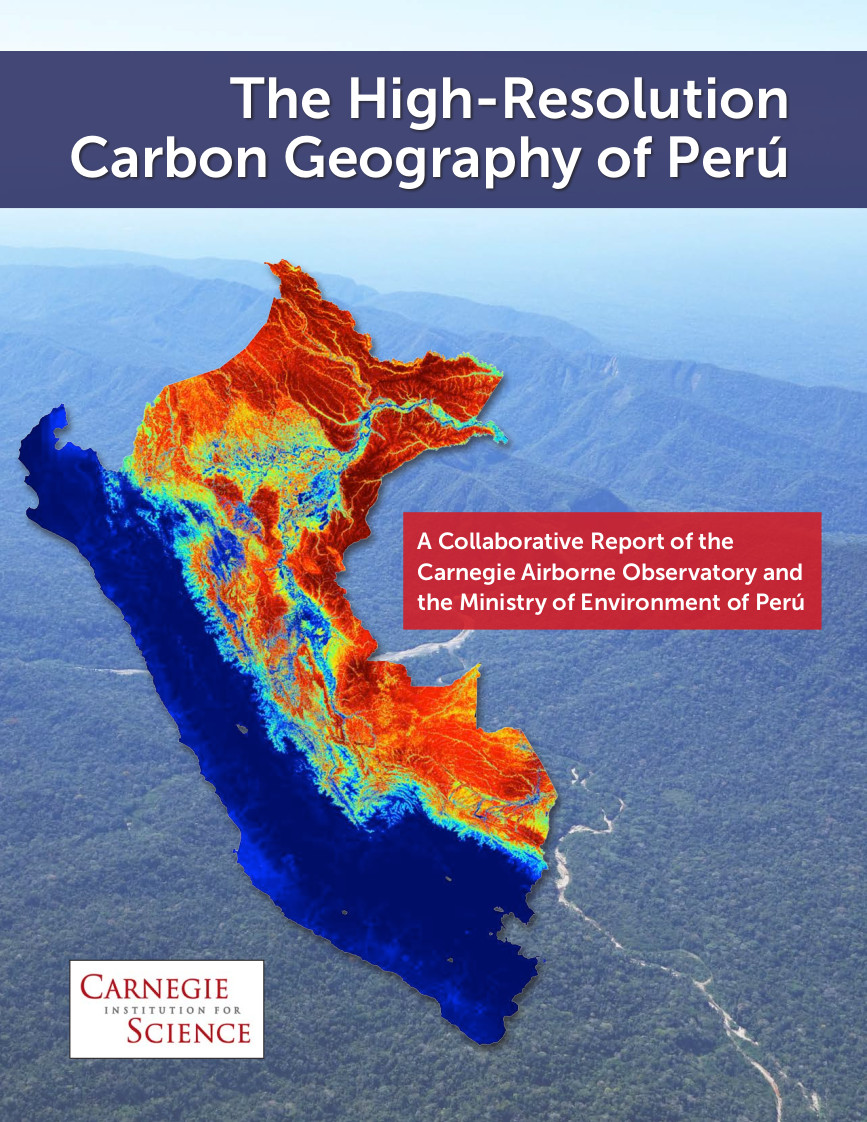 The High-Resolution
Carbon Geography of Perú
A Collaborative Report of the
Carnegie Airborne Observatory and
the Ministry of Environment of Perú
CARNEGIE
INSTITUTION FOR
SCIENCE